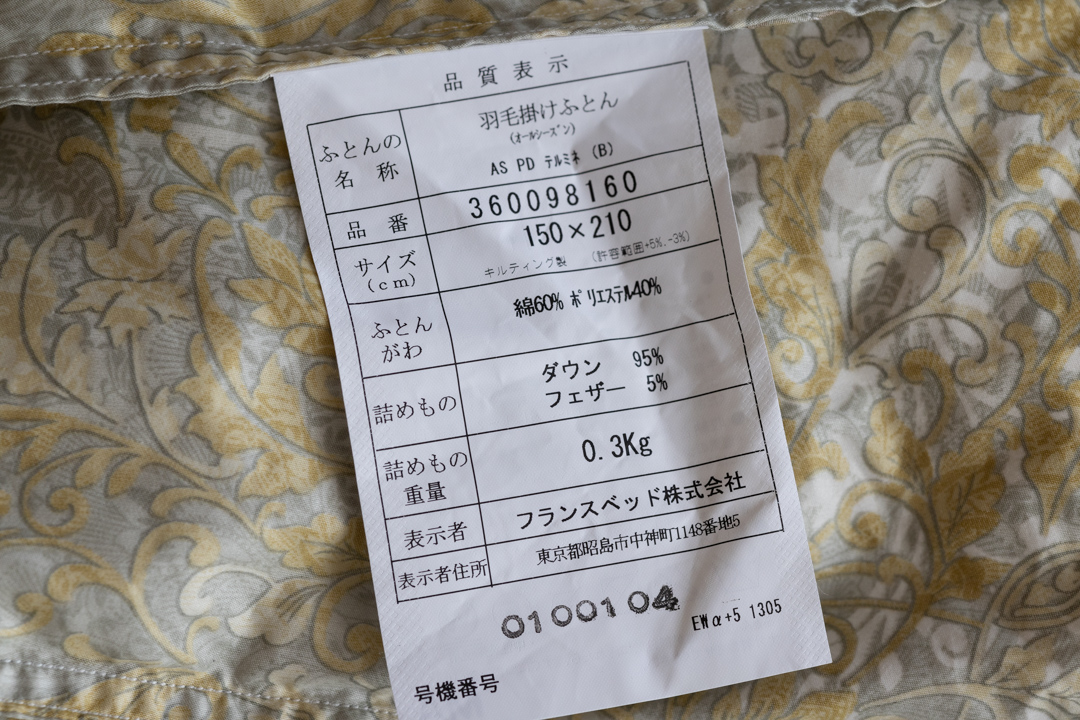 品質表示
ふとんの
名 称
羽毛掛けふとん
(オールシーズン)
AS PD テルミネ (B)
品 番
360098160
サイズ
(cm)
150×210
キルティング製 (許容範囲+5%.-3%)
ふとん
がわ
綿60% ポリエステル40%
詰めもの
ダウン 95%
フェザー 5%
詰めもの
重量
0.3Kg
表示者
フランスベッド株式会社
表示者住所
東京都昭島市中神町1148番地5
01 001 04
EWα+5 1305
号機番号